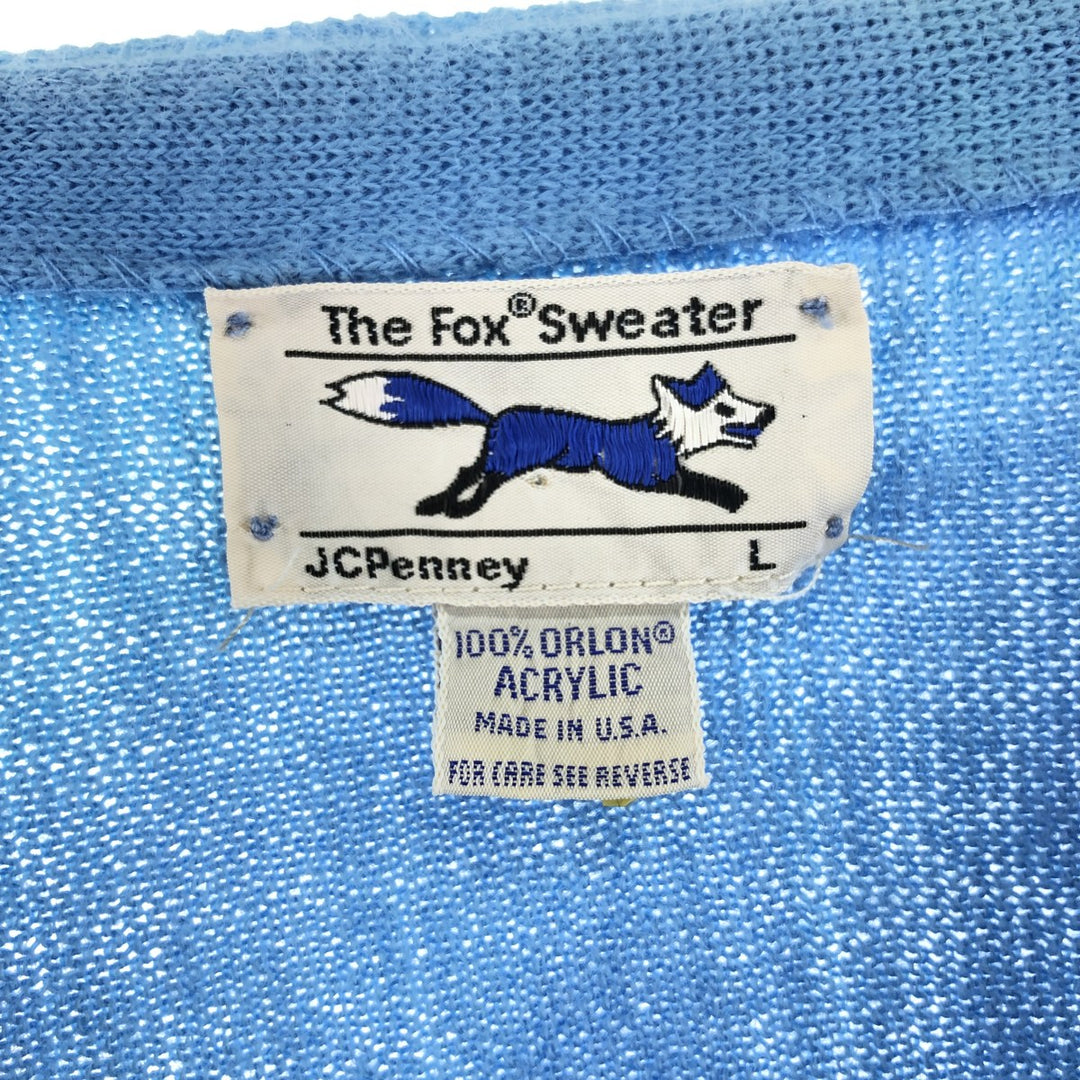 The Fox® Sweater
JCPenney L
100% ORLON®
ACRYLIC
MADE IN U.S.A.
FOR CARE SEE REVERSE